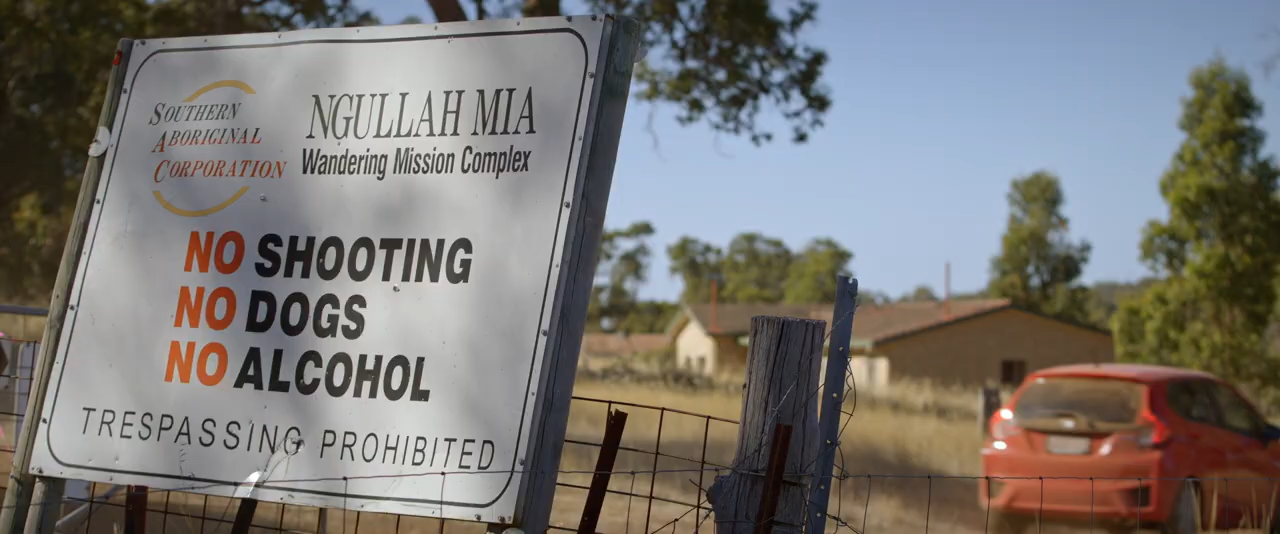 SOUTHERN
ABORIGINAL
CORPORATION
NGULLAH MIA
Wandering Mission Complex
NO SHOOTING
NO DOGS
NO ALCOHOL
TRESPASSING PROHIBITED